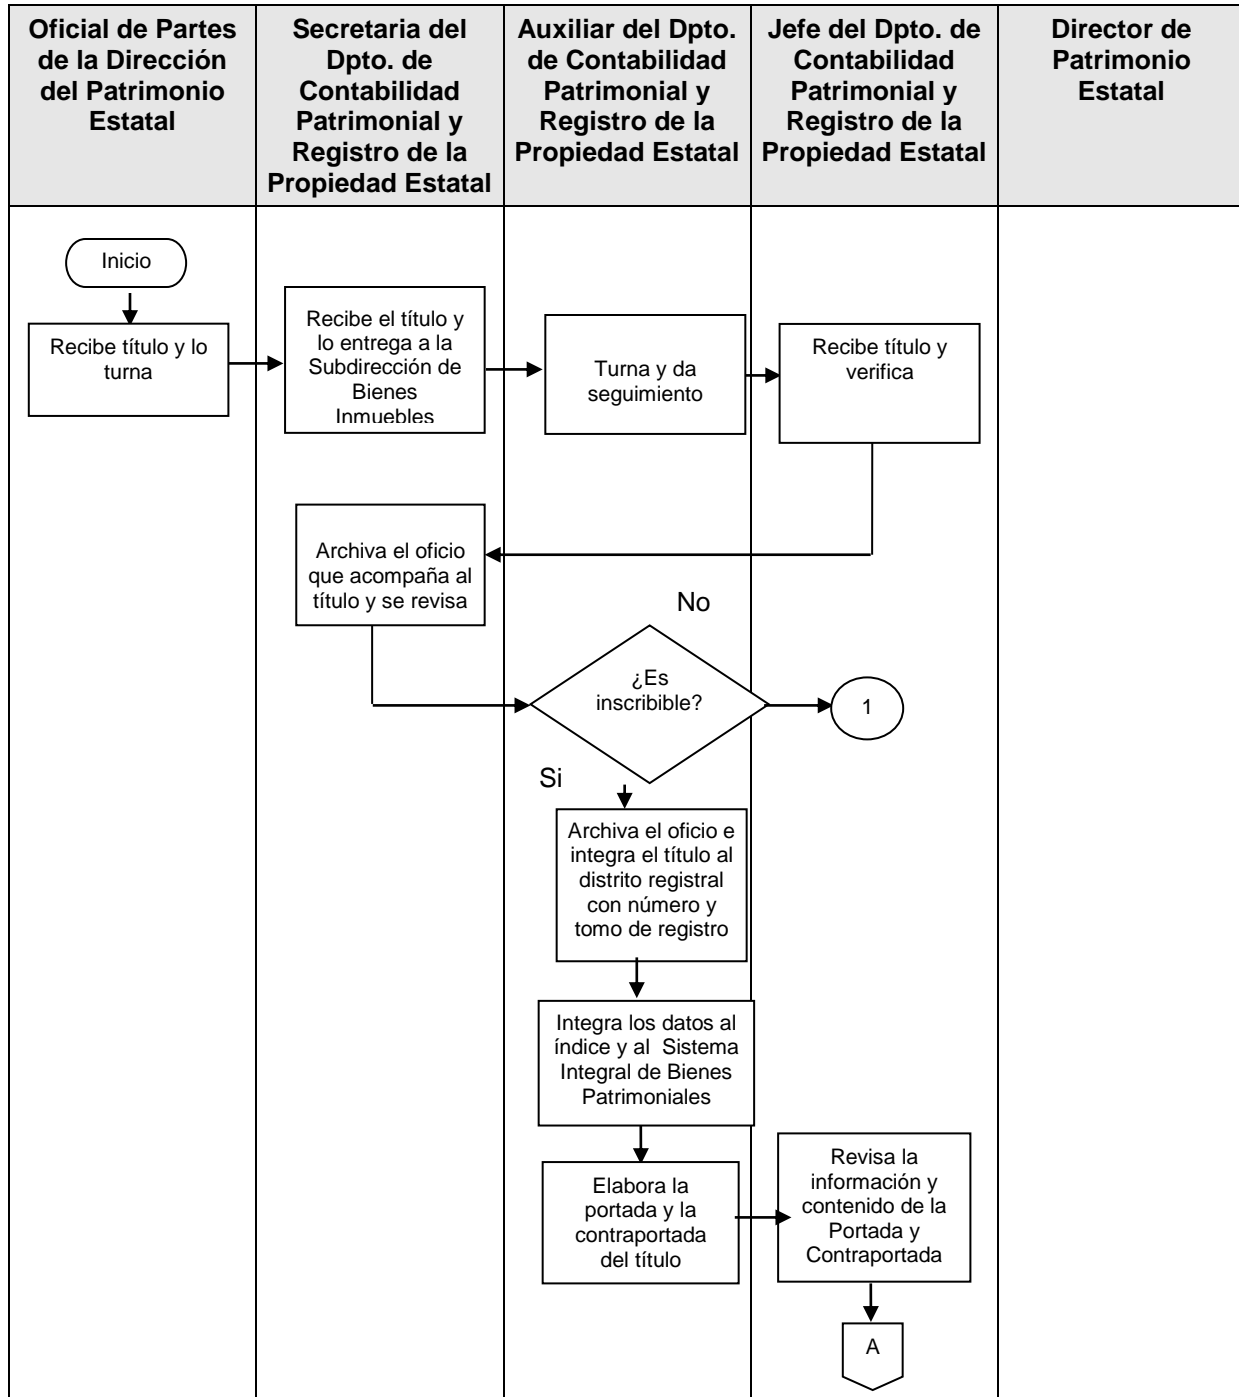 Oficial de Partes
de la Dirección
del Patrimonio
Estatal
Secretaria del
Dpto. de
Contabilidad
Patrimonial y
Registro de la
Propiedad Estatal
Auxiliar del Dpto.
de Contabilidad
Patrimonial y
Registro de la
Propiedad Estatal
Jefe del Dpto. de
Contabilidad
Patrimonial y
Registro de la
Propiedad Estatal
Director de
Patrimonio
Estatal
Inicio
Recibe título y lo
turna
Recibe el título y
lo entrega a la
Subdirección de
Bienes
Inmuebles
Turna y da
seguimiento
Recibe título y
verifica
Archiva el oficio
que acompaña al
título y se revisa
No
¿Es
inscribible?
1
Si
Archiva el oficio e
integra el título al
distrito registral
con número y
tomo de registro
Integra los datos al
índice y al  Sistema
Integral de Bienes
Patrimoniales
Elabora la
portada y la
contraportada
del título
Revisa la
información y
contenido de la
Portada y
Contraportada
A